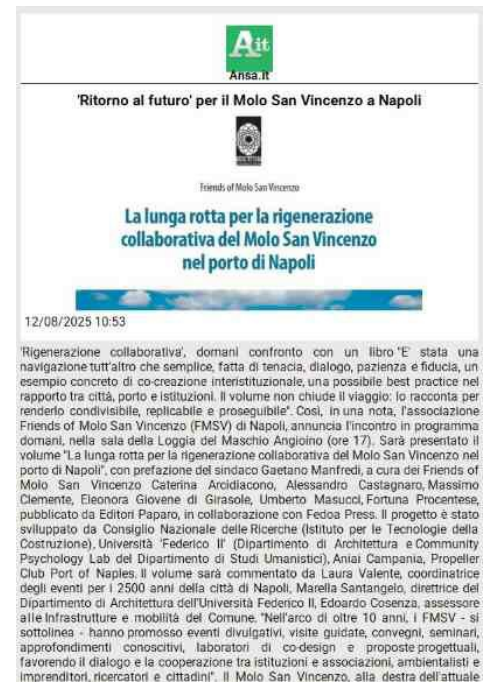 Ait
Ansa.it
'Ritorno al futuro' per il Molo San Vincenzo a Napoli
Friends of Molo San Vincenzo
La lunga rotta per la rigenerazione
collaborativa del Molo San Vincenzo
nel porto di Napoli
12/08/2025 10:53
'Rigenerazione collaborativa', domani confronto con un libro "E' stata una
navigazione tutt'altro che semplice, fatta di tenacia, dialogo, pazienza e fiducia, un
esempio concreto di co-creazione interistituzionale, una possibile best practice nel
rapporto tra città, porto e istituzioni. Il volume non chiude il viaggio: lo racconta per
renderlo condivisibile, replicabile e proseguibile". Così, in una nota, l'associazione
Friends of Molo San Vincenzo (FMSV) di Napoli, annuncia l'incontro in programma
domani, nella sala della Loggia del Maschio Angioino (ore 17). Sarà presentato il
volume "La lunga rotta per la rigenerazione collaborativa del Molo San Vincenzo nel
porto di Napoli", con prefazione del sindaco Gaetano Manfredi, a cura dei Friends of
Molo San Vincenzo Caterina Arcidiacono, Alessandro Castagnaro, Massimo
Clemente, Eleonora Giovene di Girasole, Umberto Masucci, Fortuna Procentese,
pubblicato da Editori Paparo, in collaborazione con Fedoa Press. Il progetto è stato
sviluppato da Consiglio Nazionale delle Ricerche (Istituto per le Tecnologie della
Costruzione), Università 'Federico II' (Dipartimento di Architettura e Community
Psychology Lab del Dipartimento di Studi Umanistici), Aniai Campania, Propeller
Club Port of Naples. Il volume sarà commentato da Laura Valente, coordinatrice
degli eventi per i 2500 anni della città di Napoli, Marella Santangelo, direttrice del
Dipartimento di Architettura dell'Università Federico II, Edoardo Cosenza, assessore
alle Infrastrutture e mobilità del Comune. "Nell'arco di oltre 10 anni, i FMSV - si
sottolinea - hanno promosso eventi divulgativi, visite guidate, convegni, seminari,
approfondimenti conoscitivi, laboratori di co-design e proposte progettuali,
favorendo il dialogo e la cooperazione tra istituzioni e associazioni, ambientalisti e
imprenditori, ricercatori e cittadini". Il Molo San Vincenzo, alla destra dell'attuale